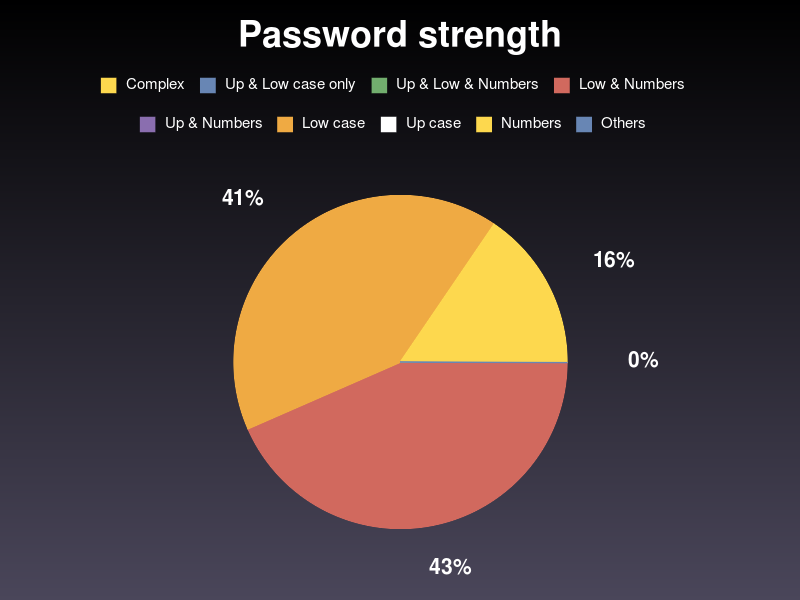 Password strength
Complex Up & Low case only Up & Low & Numbers Low & Numbers
Up & Numbers Low case Up case Numbers Others
41%
16%
0%
43%